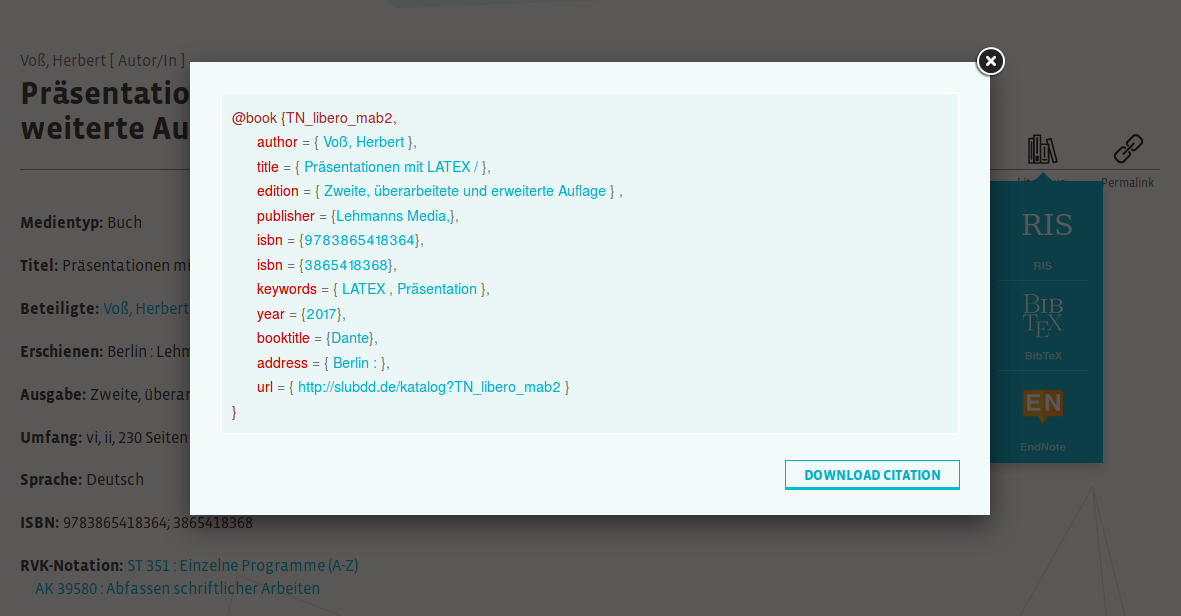 Voß, Herbert [ Autor/In ]
Präsentatio
weiterte Au
@book {TN_libero_mab2,
author = { Voß, Herbert },
title = { Präsentationen mit LATEX / },
edition = { Zweite, überarbeitete und erweiterte Auflage } ,
publisher = {Lehmanns Media,},
isbn = {9783865418364},
isbn = {3865418368},
keywords = { LATEX , Präsentation },
year = {2017},
booktitle = {Dante},
address = { Berlin : },
url = { http://slubdd.de/katalog?TN_libero_mab2 }
}
DOWNLOAD CITATION
Permalink
RIS
RIS
BIBTEX
BibTeX
EN
EndNote
Medientyp: Buch
Titel: Präsentationen mi
Beteiligte: Voß, Herbert
Erschienen: Berlin : Lehm
Ausgabe: Zweite, überar
Umfang: vi, ii, 230 Seiten
Sprache: Deutsch
ISBN: 9783865418364; 3865418368
RVK-Notation: ST 351 : Einzelne Programme (A-Z)
AK 39580 : Abfassen schriftlicher Arbeiten